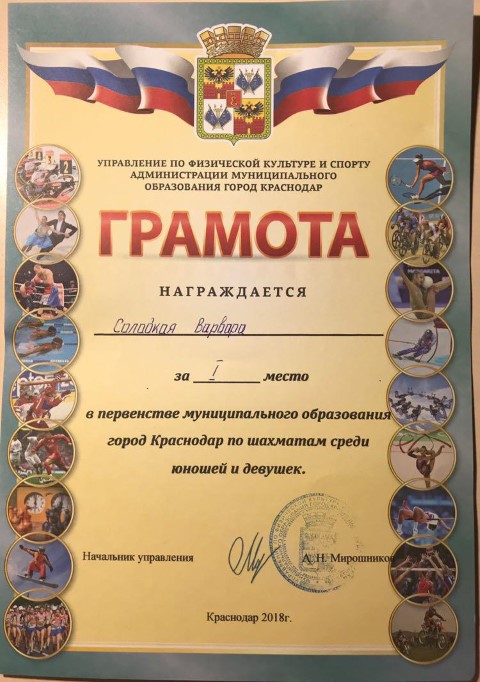 УПРАВЛЕНИЕ ПО ФИЗИЧЕСКОЙ КУЛЬТУРЕ И СПОРТУ
АДМИНИСТРАЦИИ МУНИЦИПАЛЬНОГО
ОБРАЗОВАНИЯ ГОРОД КРАСНОДАР
ГРАМОТА
НАГРАЖДАЕТСЯ
Солодкая Варвара
за I место
в первенстве муниципального образования
город Краснодар по шахматам среди
юношей и девушек.
Начальник управления А. Н. Мирошников
Краснодар 2018г.